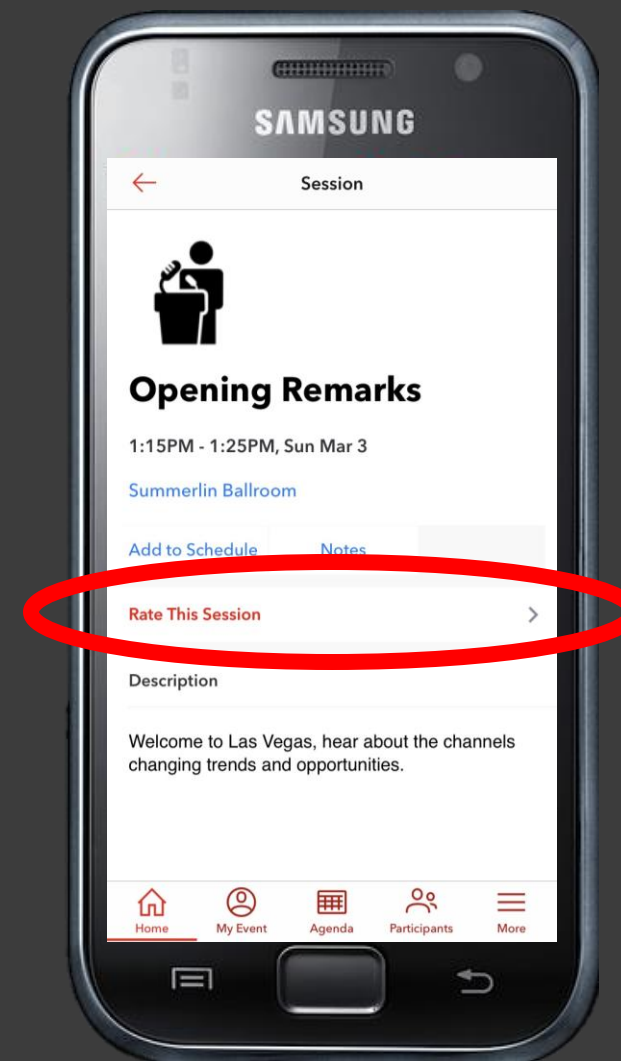 SAMSUNG
Session
Opening Remarks
1:15PM - 1:25PM, Sun Mar 3
Summerlin Ballroom
Add to Schedule Notes
Rate This Session
Description
Welcome to Las Vegas, hear about the channels
changing trends and opportunities.
Home My Event Agenda Participants More